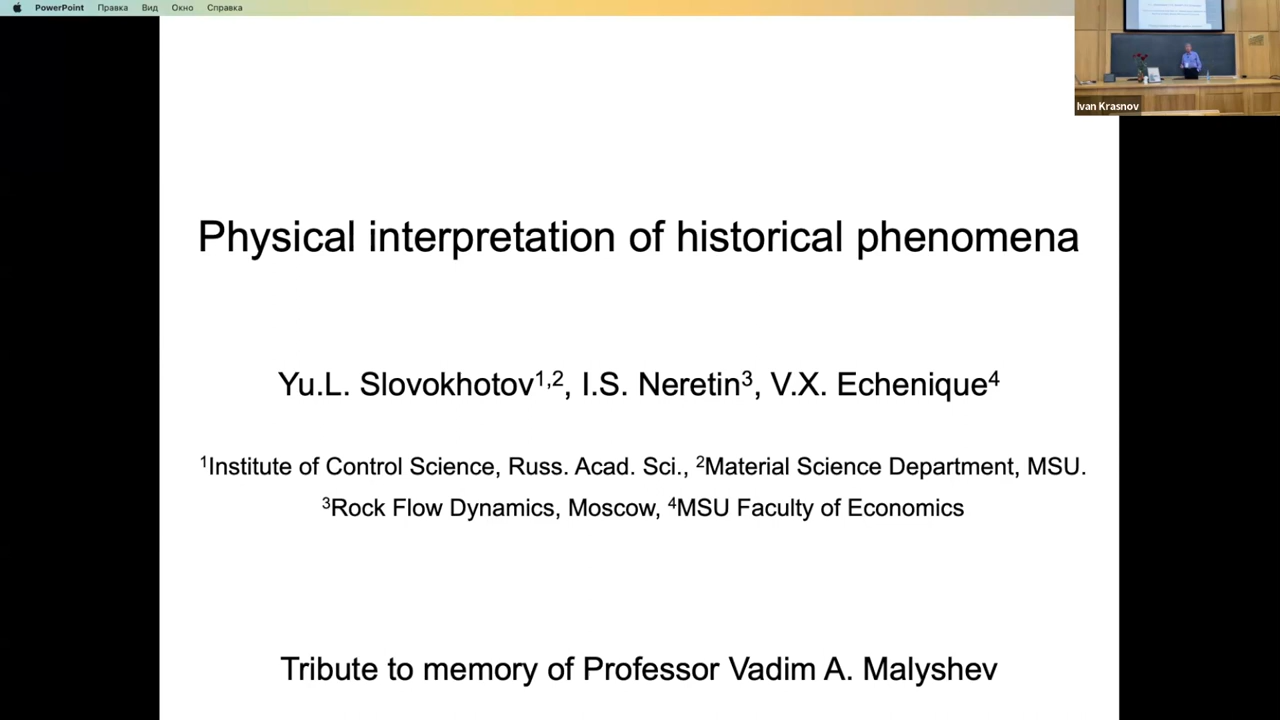 PowerPoint Правка Вид Окно Справка
Ivan Krasnov
Physical interpretation of historical phenomena
Yu.L. Slovokhotov1,2, I.S. Neretin3, V.X. Echenique4
1Institute of Control Science, Russ. Acad. Sci., 2Material Science Department, MSU.
3Rock Flow Dynamics, Moscow, 4MSU Faculty of Economics
Tribute to memory of Professor Vadim A. Malyshev